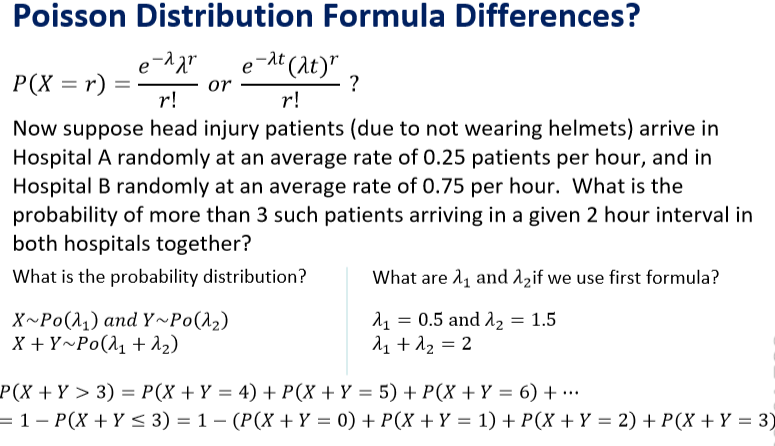 Poisson Distribution Formula Differences?
P(X = r) = e^{−λ}λ^r / r! or e^{−λt}(λt)^r / r! ?
Now suppose head injury patients (due to not wearing helmets) arrive in
Hospital A randomly at an average rate of 0.25 patients per hour, and in
Hospital B randomly at an average rate of 0.75 per hour. What is the
probability of more than 3 such patients arriving in a given 2 hour interval in
both hospitals together?
What is the probability distribution?
X~Po(λ₁) and Y~Po(λ₂)
X + Y~Po(λ₁ + λ₂)
What are λ₁ and λ₂if we use first formula?
λ₁ = 0.5 and λ₂ = 1.5
λ₁ + λ₂ = 2
P(X + Y > 3) = P(X + Y = 4) + P(X + Y = 5) + P(X + Y = 6) + ⋯
= 1 − P(X + Y ≤ 3) = 1 − (P(X + Y = 0) + P(X + Y = 1) + P(X + Y = 2) + P(X + Y = 3)